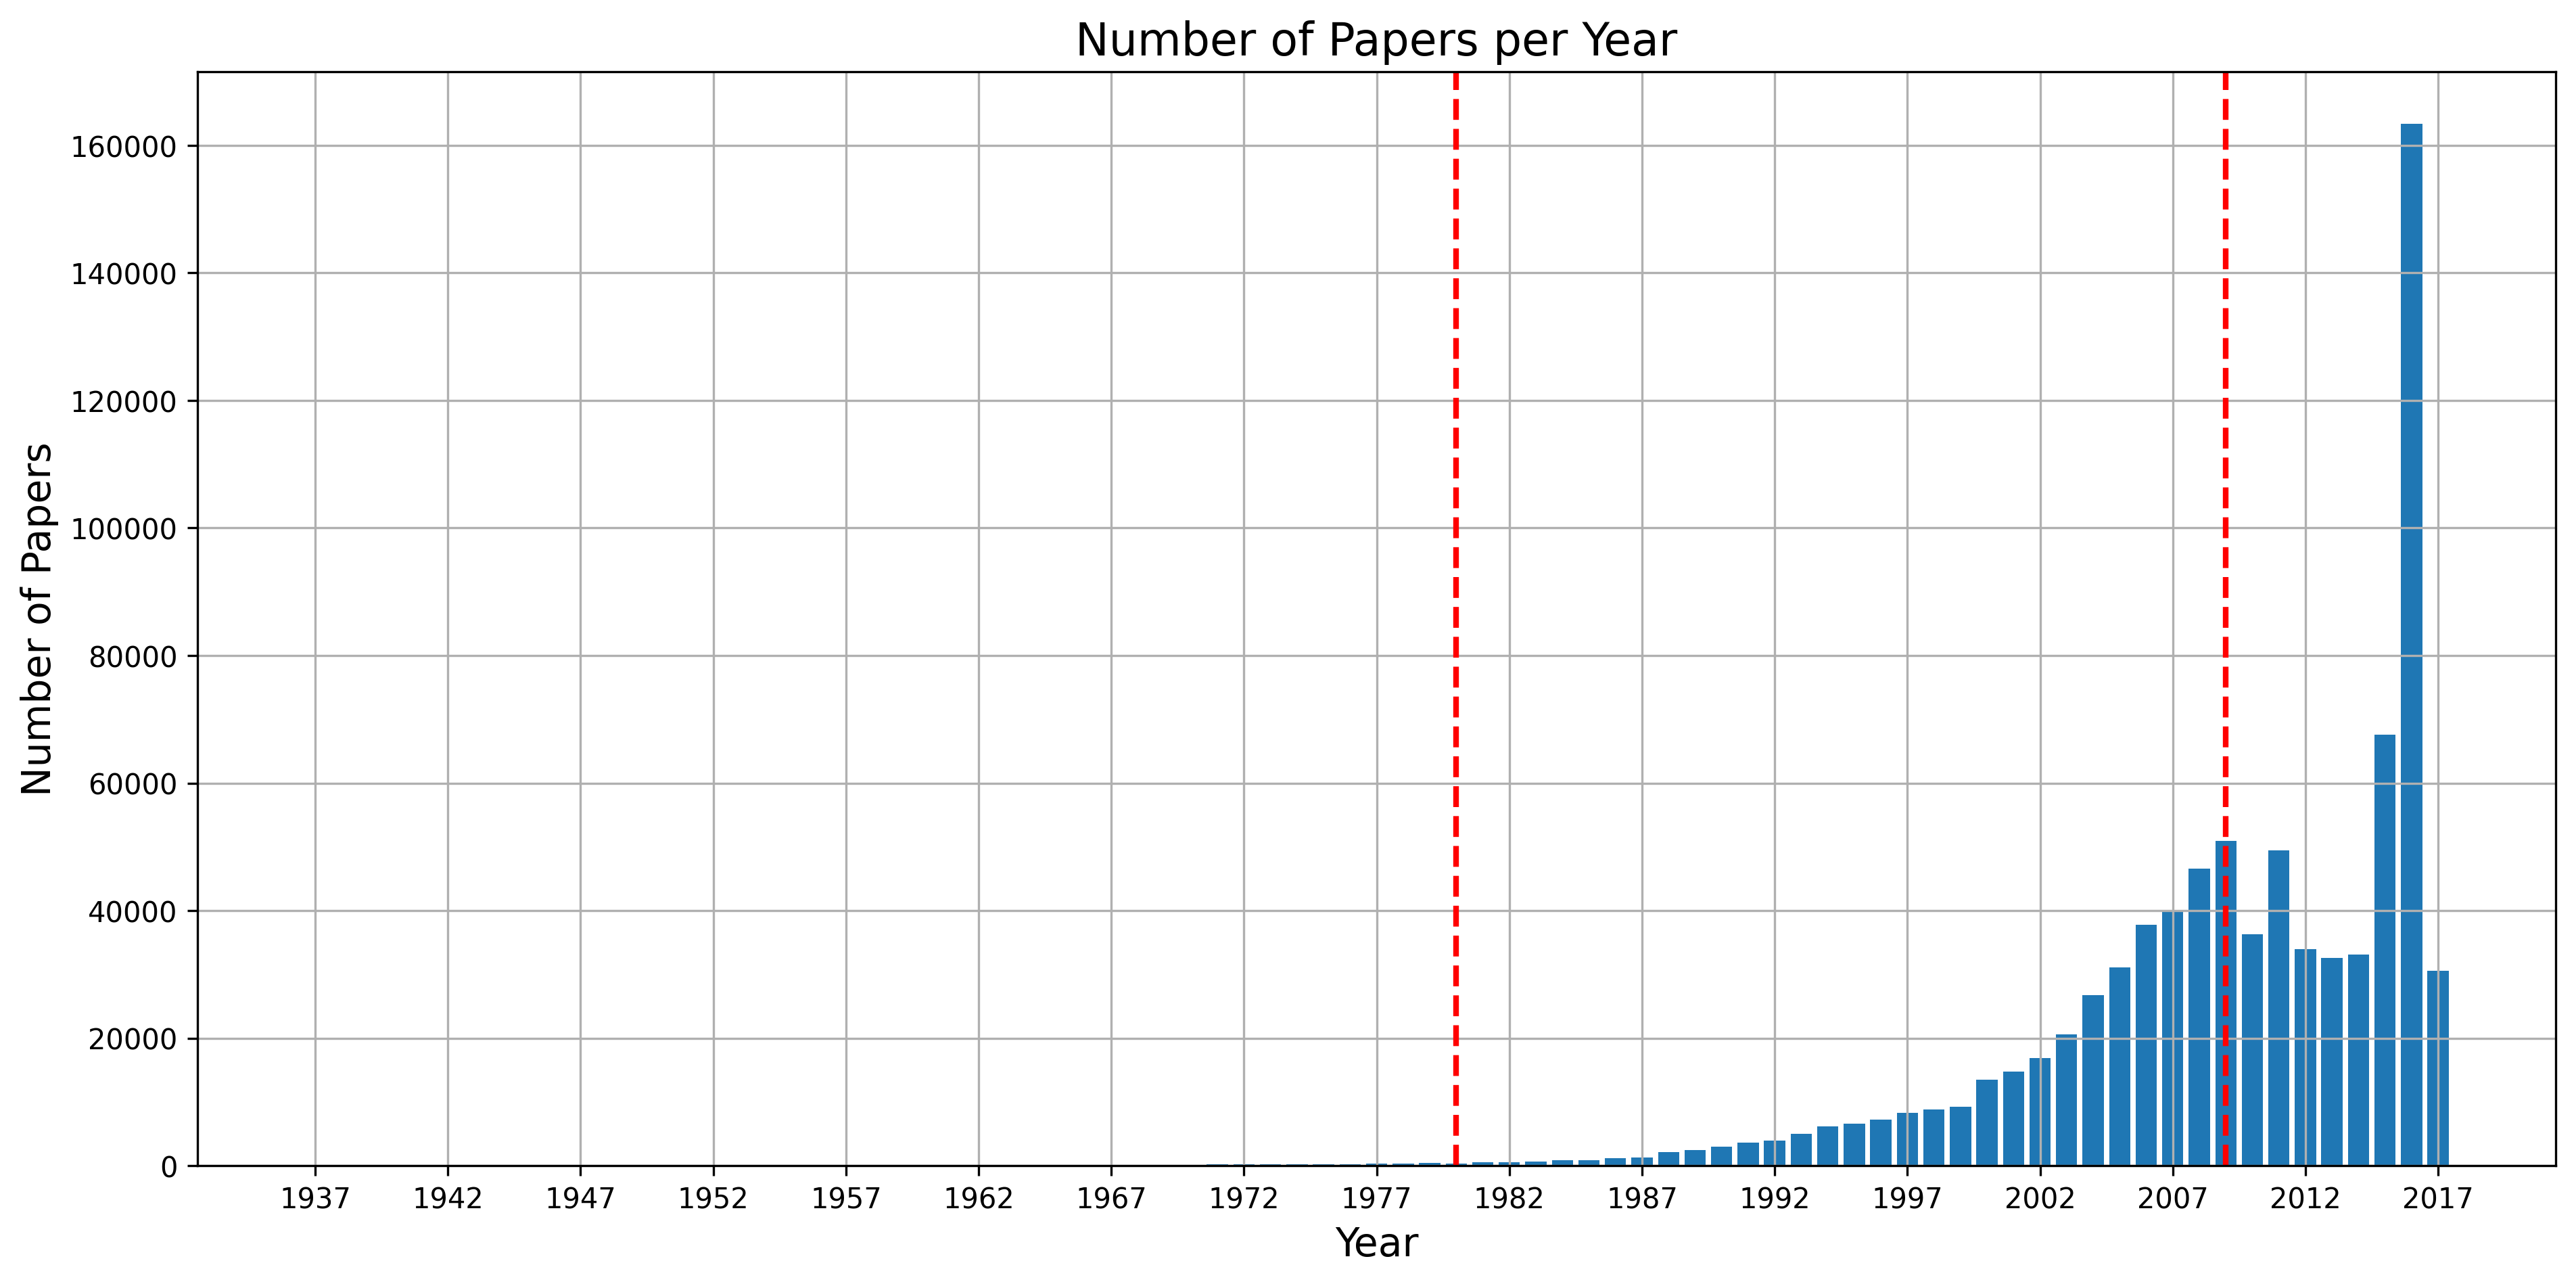 Number of Papers per Year
Number of Papers
160000
140000
120000
100000
80000
60000
40000
20000
0
1937 1942 1947 1952 1957 1962 1967 1972 1977 1982 1987 1992 1997 2002 2007 2012 2017
Year